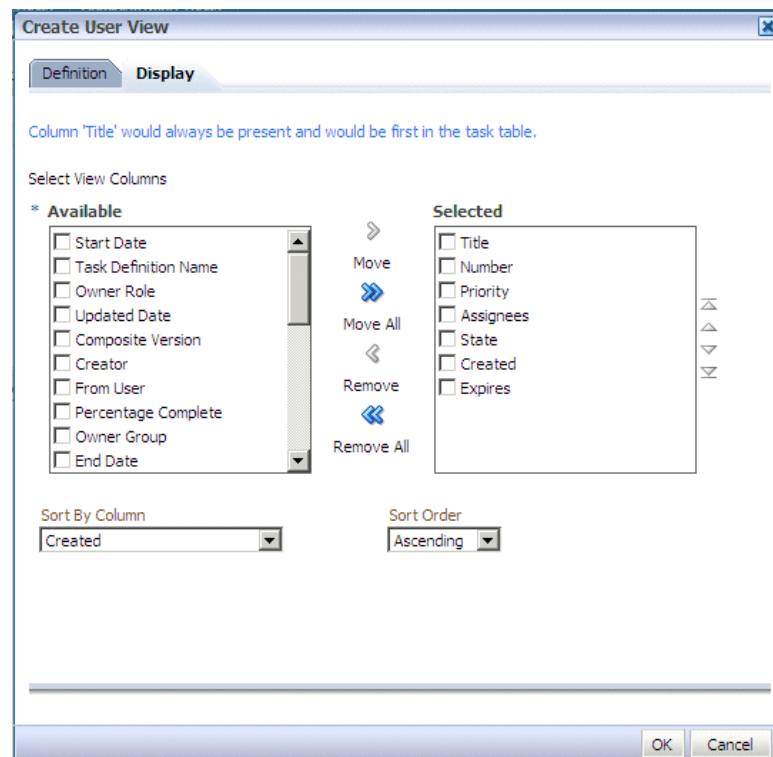 Create User View
Definition
Display
Column 'Title' would always be present and would be first in the task table.
Select View Columns
* Available
Start Date
Task Definition Name
Owner Role
Updated Date
Composite Version
Creator
From User
Percentage Complete
Owner Group
End Date
Move
Move All
Remove
Remove All
Selected
Title
Number
Priority
Assignees
State
Created
Expires
Sort By Column
Created
Sort Order
Ascending
OK
Cancel